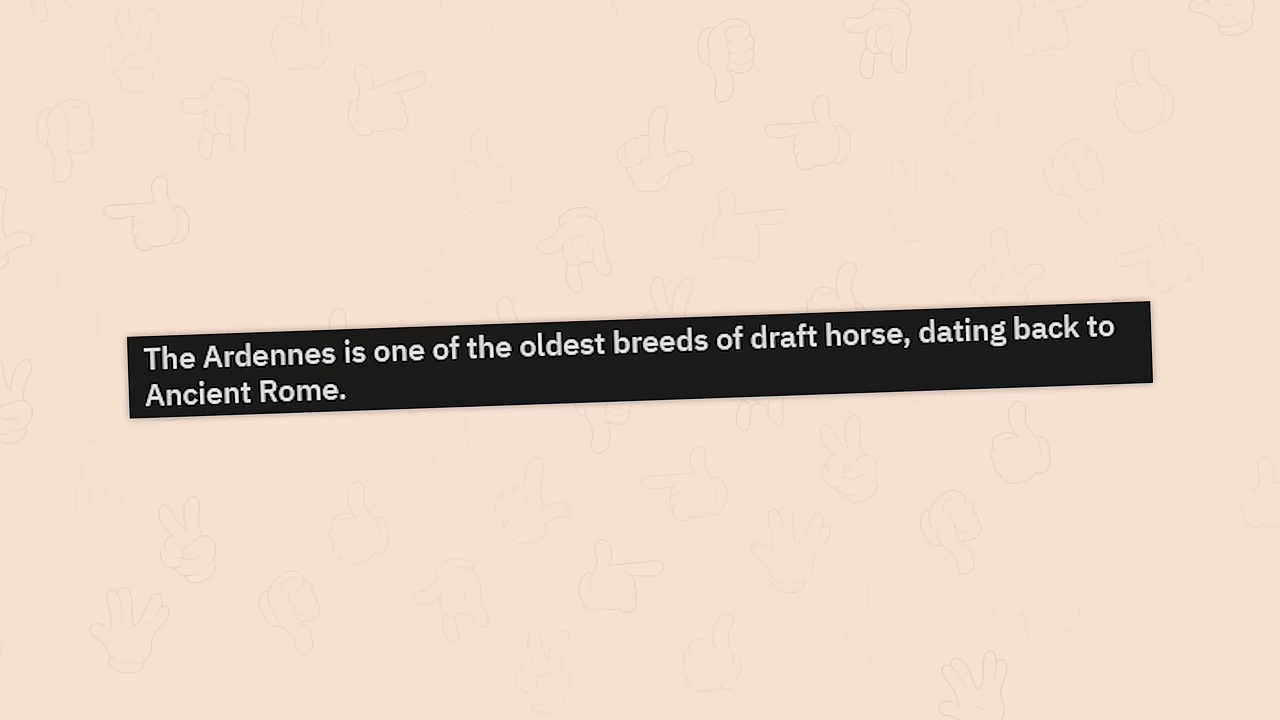 The Ardennes is one of the oldest breeds of draft horse, dating back to
Ancient Rome.